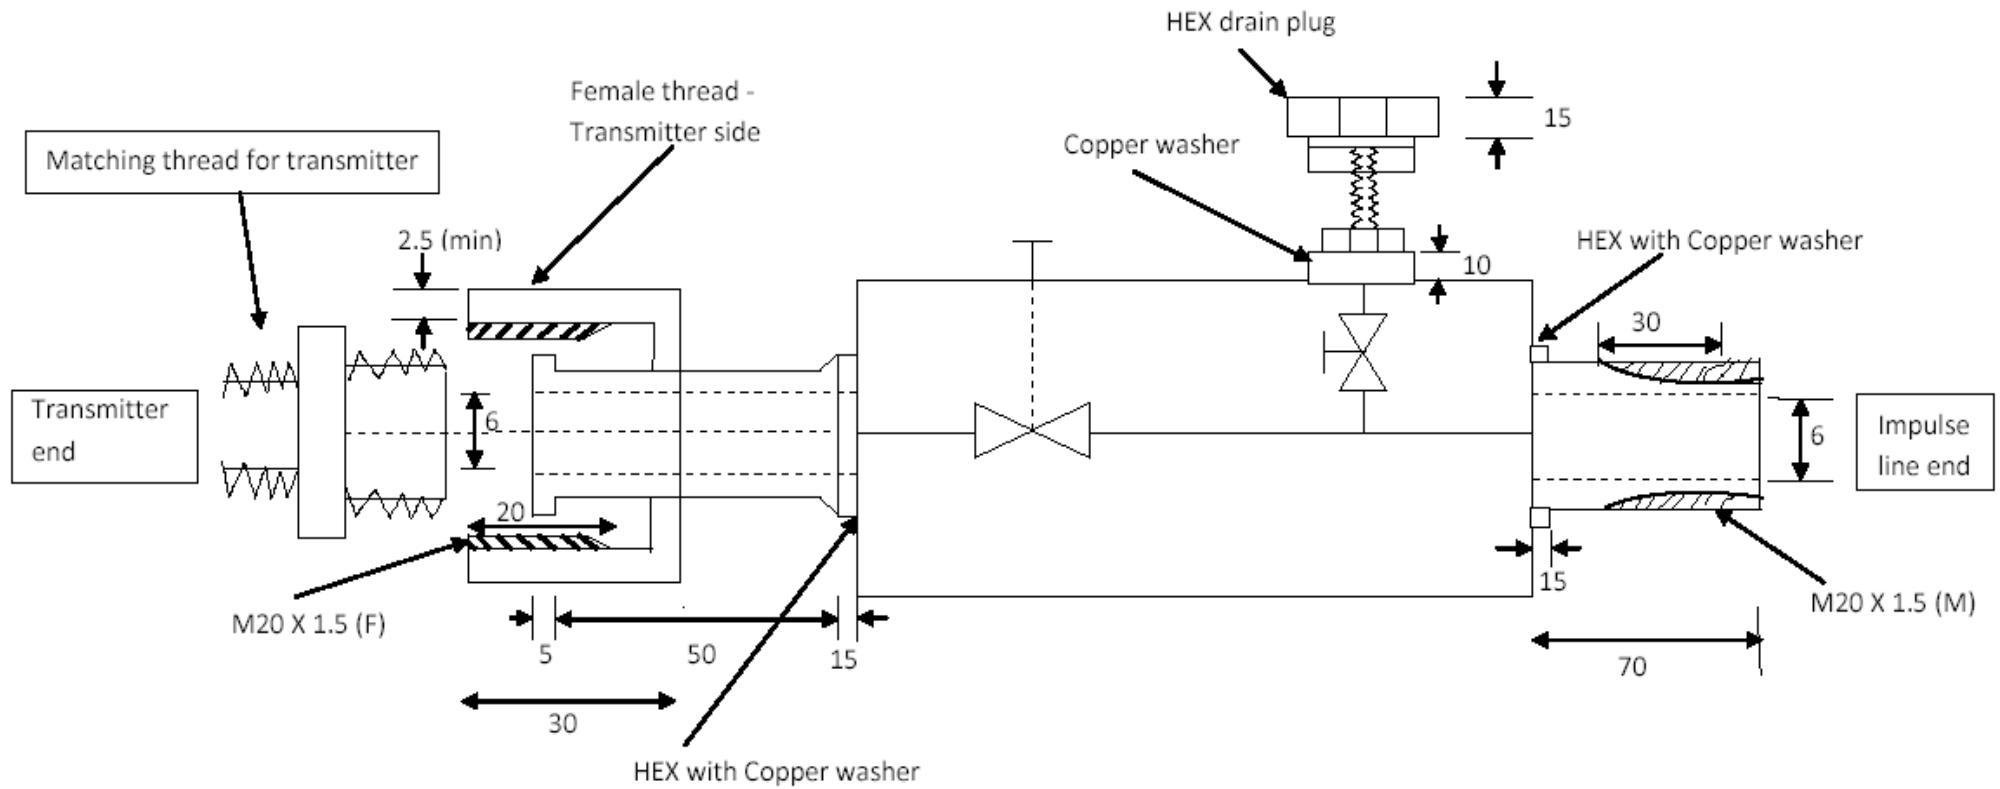 HEX drain plug
Female thread -
Transmitter side
15
Copper washer
Matching thread for transmitter
2.5 (min)
HEX with Copper washer
10
30
Transmitter
end
6
6
Impulse
line end
20
15
M20 X 1.5 (F)
M20 X 1.5 (M)
5
50
15
70
30
HEX with Copper washer